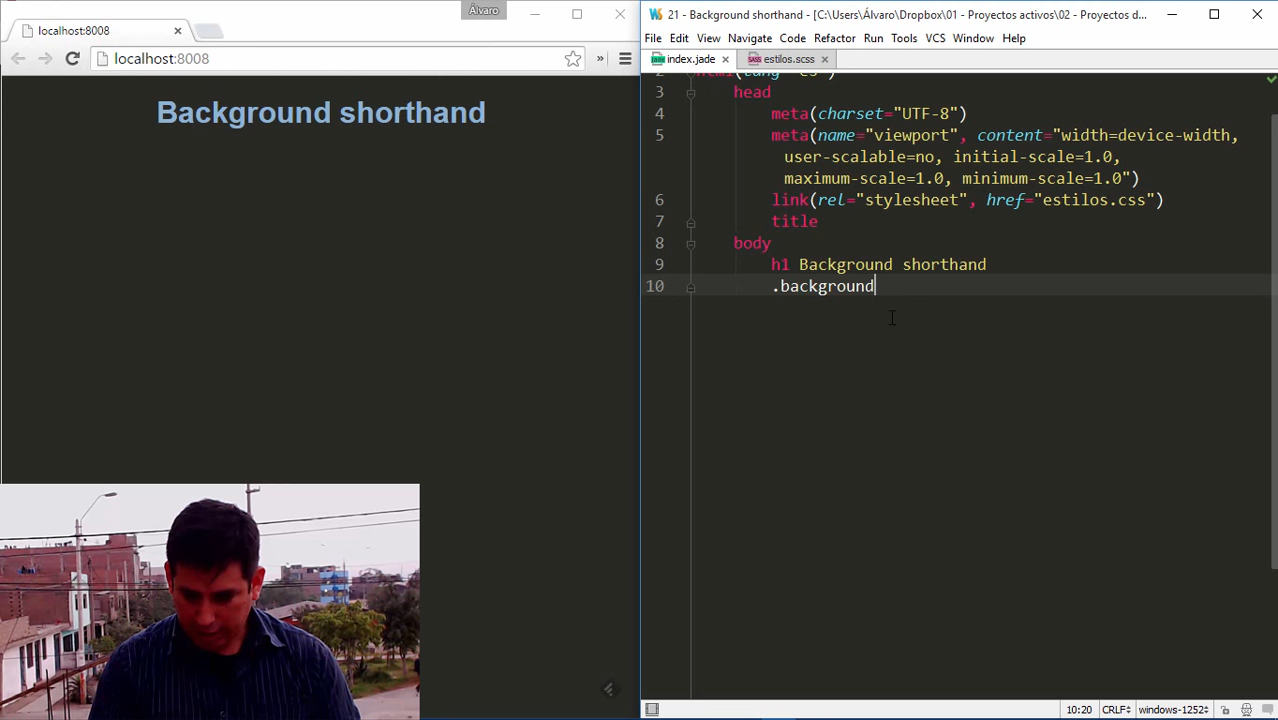 Álvaro
localhost:8008
localhost:8008
Background shorthand
21 - Background shorthand - [C:\Users\Álvaro\Dropbox\01 - Proyectos activos\02 - Proyectos d...
File Edit View Navigate Code Refactor Run Tools VCS Window Help
index.jade estilos.scss
3 head
4 meta(charset="UTF-8")
5 meta(name="viewport", content="width=device-width,
user-scalable=no, initial-scale=1.0,
maximum-scale=1.0, minimum-scale=1.0")
6 link(rel="stylesheet", href="estilos.css")
7 title
8 body
9 h1 Background shorthand
10 .background
10:20 CRLF windows-1252